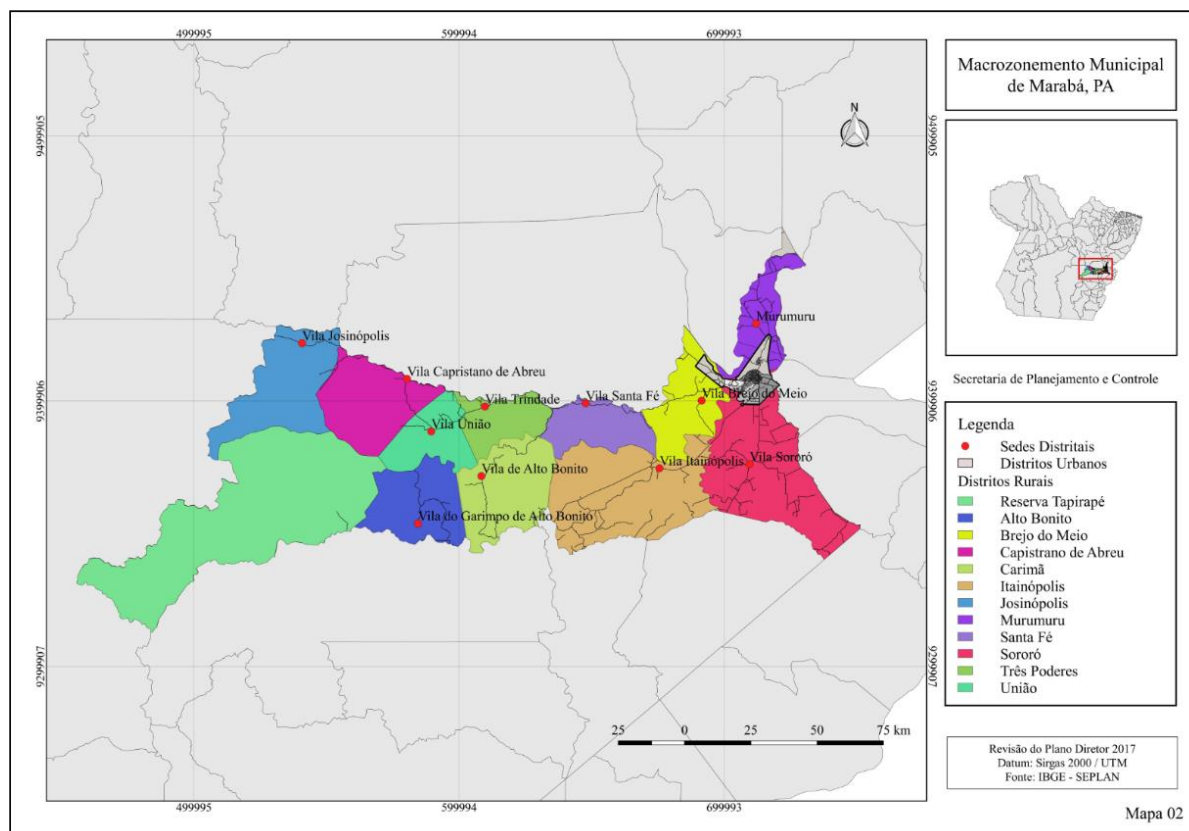 499995
599994
699993
9499905
9499905
N
Murumuru
Vila Josinópolis
Vila Capristano de Abreu
9399906
Vila Trindade
Vila Santa Fé
Vila Brejo do Meio
9399906
Vila União
Vila de Alto Bonito
Vila Itainópolis
Vila Sororó
Vila do Garimpo de Alto Bonito
9299907
9299907
25 0 25 50 75 km
499995
599994
699993
Macrozonemento Municipal
de Marabá, PA
Secretaria de Planejamento e Controle
Legenda
Sedes Distritais
Distritos Urbanos
Distritos Rurais
Reserva Tapirapé
Alto Bonito
Brejo do Meio
Capistrano de Abreu
Carimã
Itainópolis
Josinópolis
Murumuru
Santa Fé
Sororó
Três Poderes
União
Revisão do Plano Diretor 2017
Datum: Sirgas 2000 / UTM
Fonte: IBGE - SEPLAN
Mapa 02